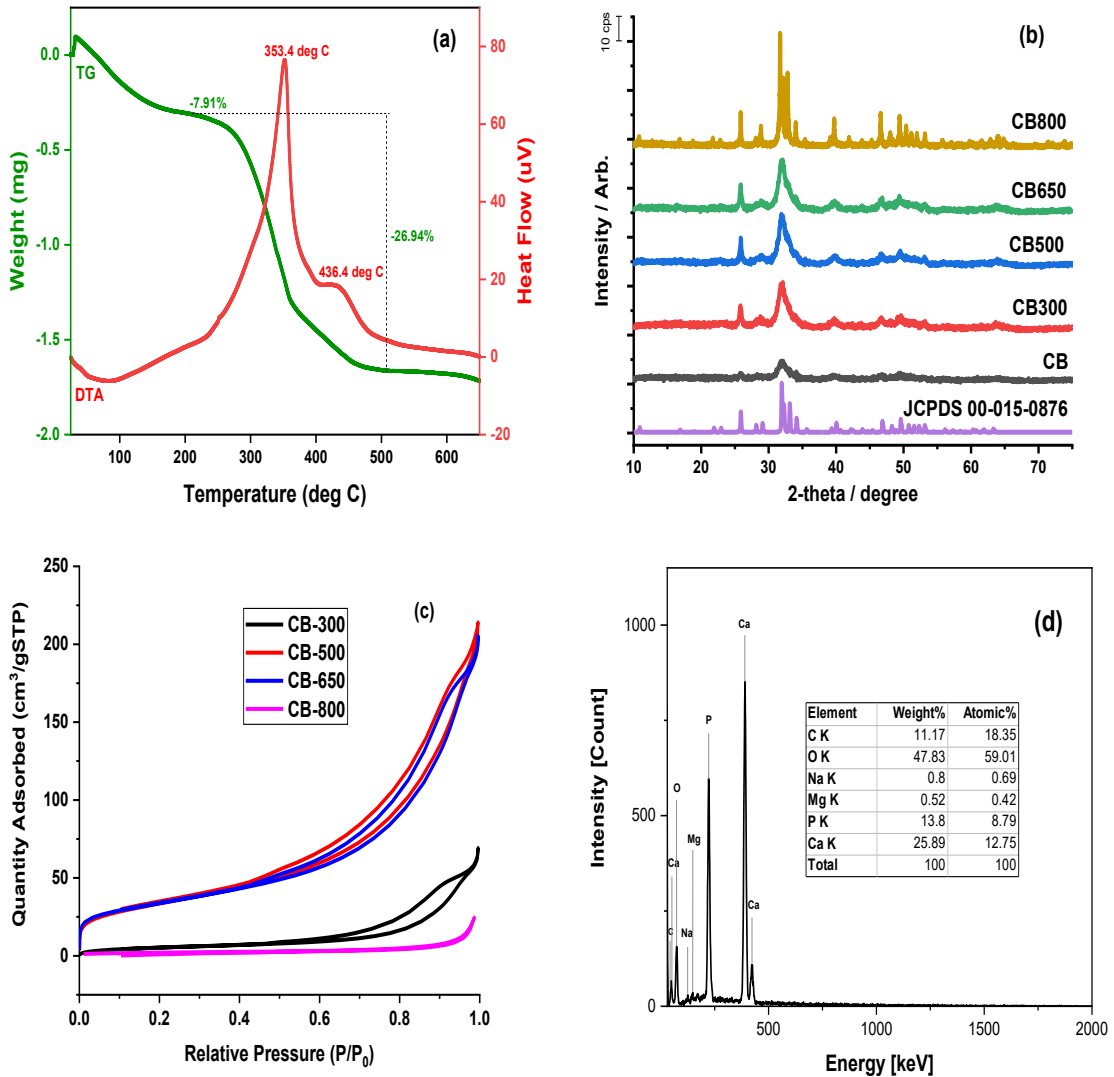 (a)
353.4 deg C
TG
-7.91%
-26.94%
436.4 deg C
DTA
0.0
-0.5
-1.0
-1.5
-2.0
Weight (mg)
80
60
40
20
0
-20
Heat Flow (uV)
100 200 300 400 500 600
Temperature (deg C)
10 cps
(b)
CB800
CB650
CB500
CB300
CB
JCPDS 00-015-0876
Intensity / Arb.
10 20 30 40 50 60 70
2-theta / degree
250
200
150
100
50
0
Quantity Adsorbed (cm³/gSTP)
(c)
CB-300
CB-500
CB-650
CB-800
0.0 0.2 0.4 0.6 0.8 1.0
Relative Pressure (P/P₀)
(d)
1000
500
0
Intensity [Count]
Ca
P
O
Mg
Ca
Ca
C
Na
Element Weight% Atomic%
C K 11.17 18.35
O K 47.83 59.01
Na K 0.8 0.69
Mg K 0.52 0.42
P K 13.8 8.79
Ca K 25.89 12.75
Total 100 100
500 1000 1500 2000
Energy [keV]